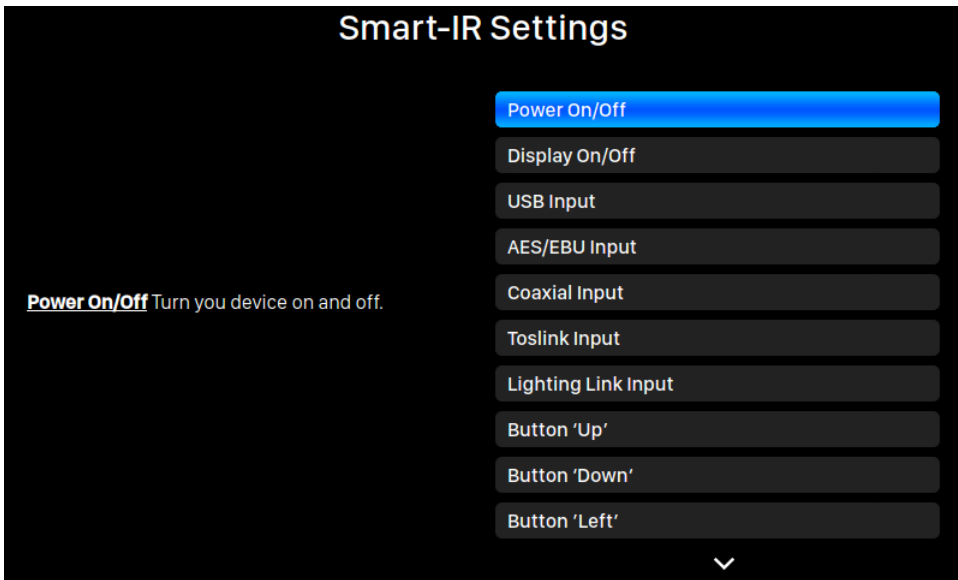 Smart-IR Settings
Power On/Off Turn you device on and off.
Power On/Off
Display On/Off
USB Input
AES/EBU Input
Coaxial Input
Toslink Input
Lighting Link Input
Button ‘Up’
Button ‘Down’
Button ‘Left’